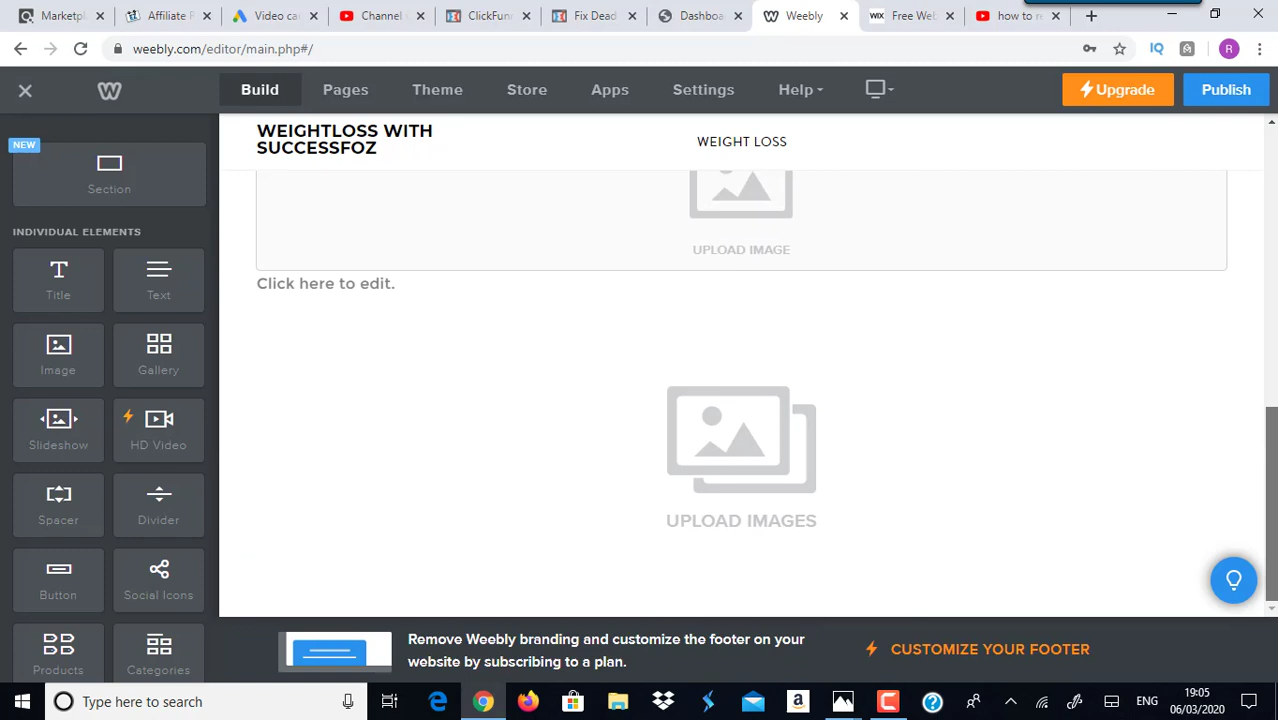 Marketpla
Affiliate P
Video ca
Channel
ClickFunn
Fix Dead
Dashboa
Weebly
Free Web
how to re
weebly.com/editor/main.php#/
IQ
R
Build
Pages
Theme
Store
Apps
Settings
Help
Upgrade
Publish
NEW
Section
INDIVIDUAL ELEMENTS
Title
Text
Image
Gallery
Slideshow
HD Video
Spacer
Divider
Button
Social Icons
Products
Categories
WEIGHTLOSS WITH
SUCCESSFOZ
WEIGHT LOSS
UPLOAD IMAGE
Click here to edit.
UPLOAD IMAGES
Remove Weebly branding and customize the footer on your
website by subscribing to a plan.
CUSTOMIZE YOUR FOOTER
Type here to search
ENG
19:05
06/03/2020